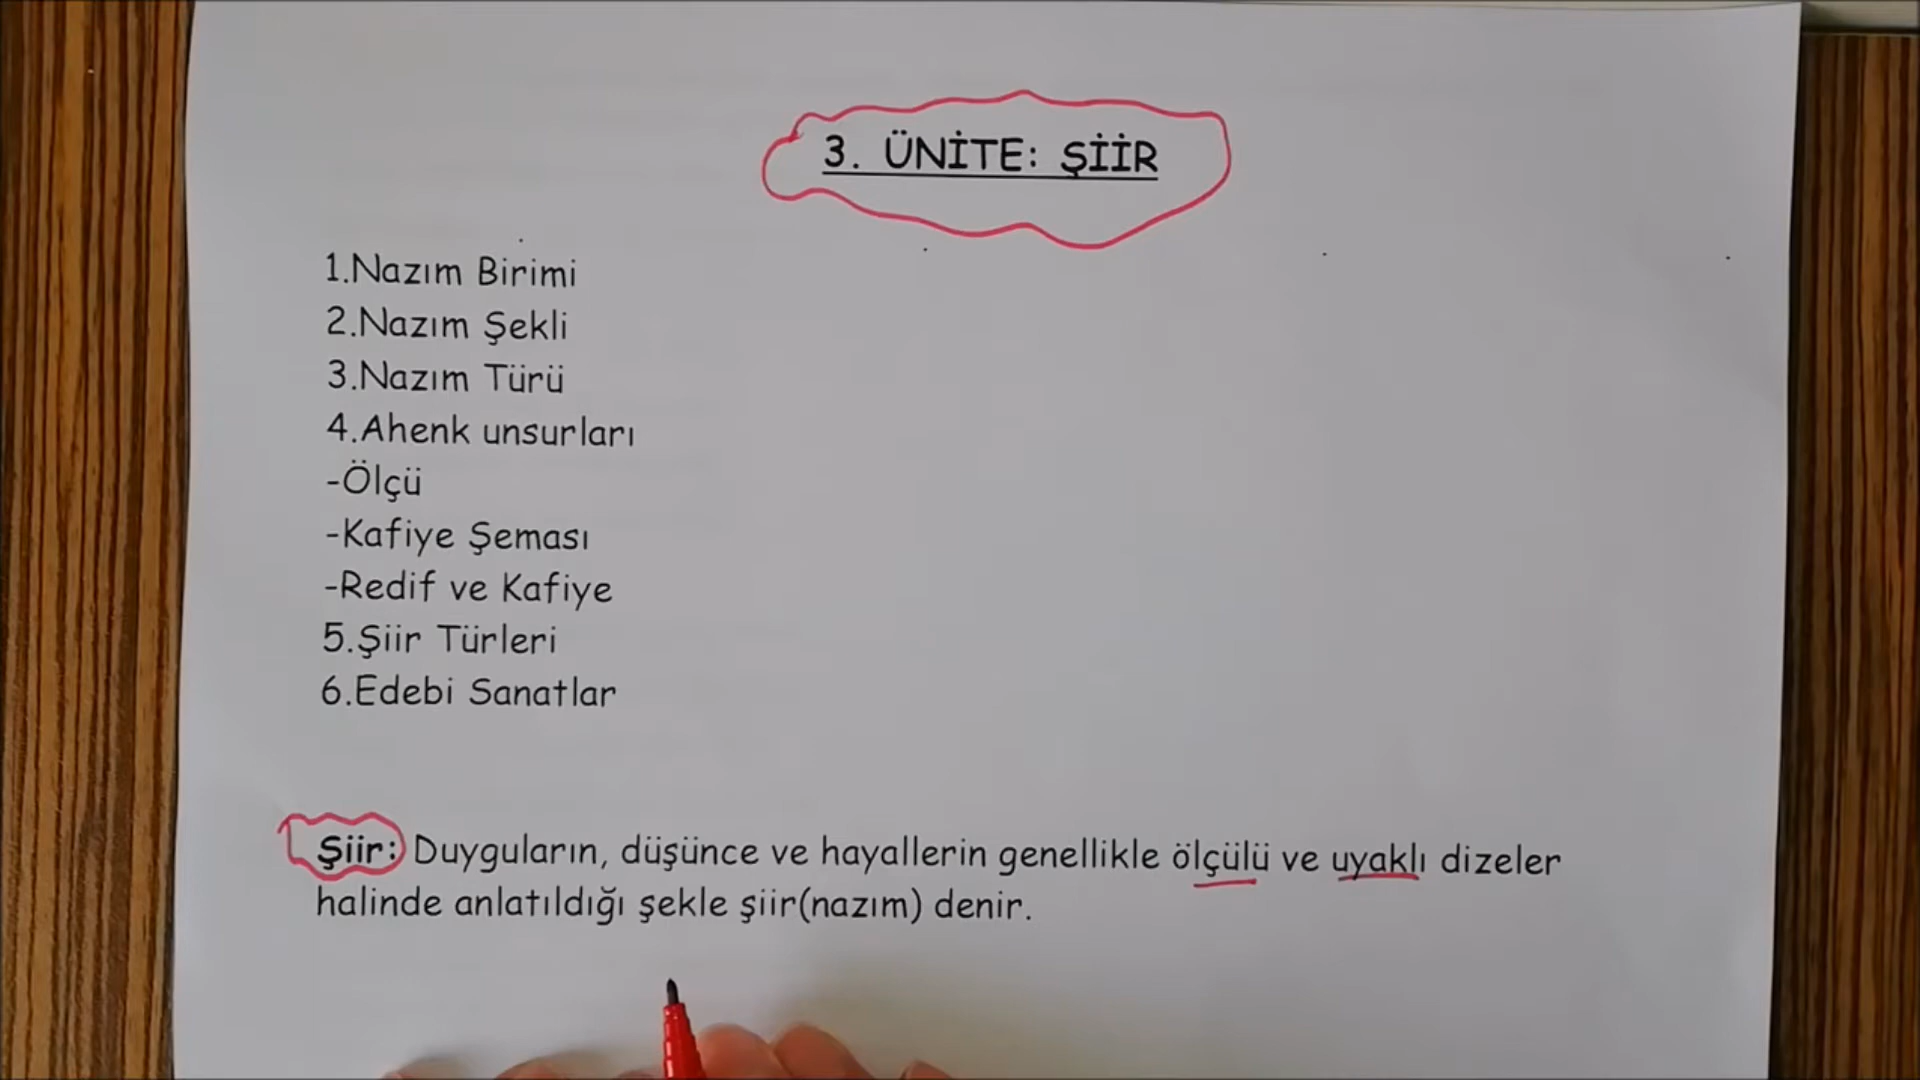 3. ÜNİTE: ŞİİR
1.Nazım Birimi
2.Nazım Şekli
3.Nazım Türü
4.Ahenk unsurları
-Ölçü
-Kafiye Şeması
-Redif ve Kafiye
5.Şiir Türleri
6.Edebi Sanatlar
Şiir: Duyguların, düşünce ve hayallerin genellikle ölçülü ve uyaklı dizeler
halinde anlatıldığı şekle şiir(nazım) denir.